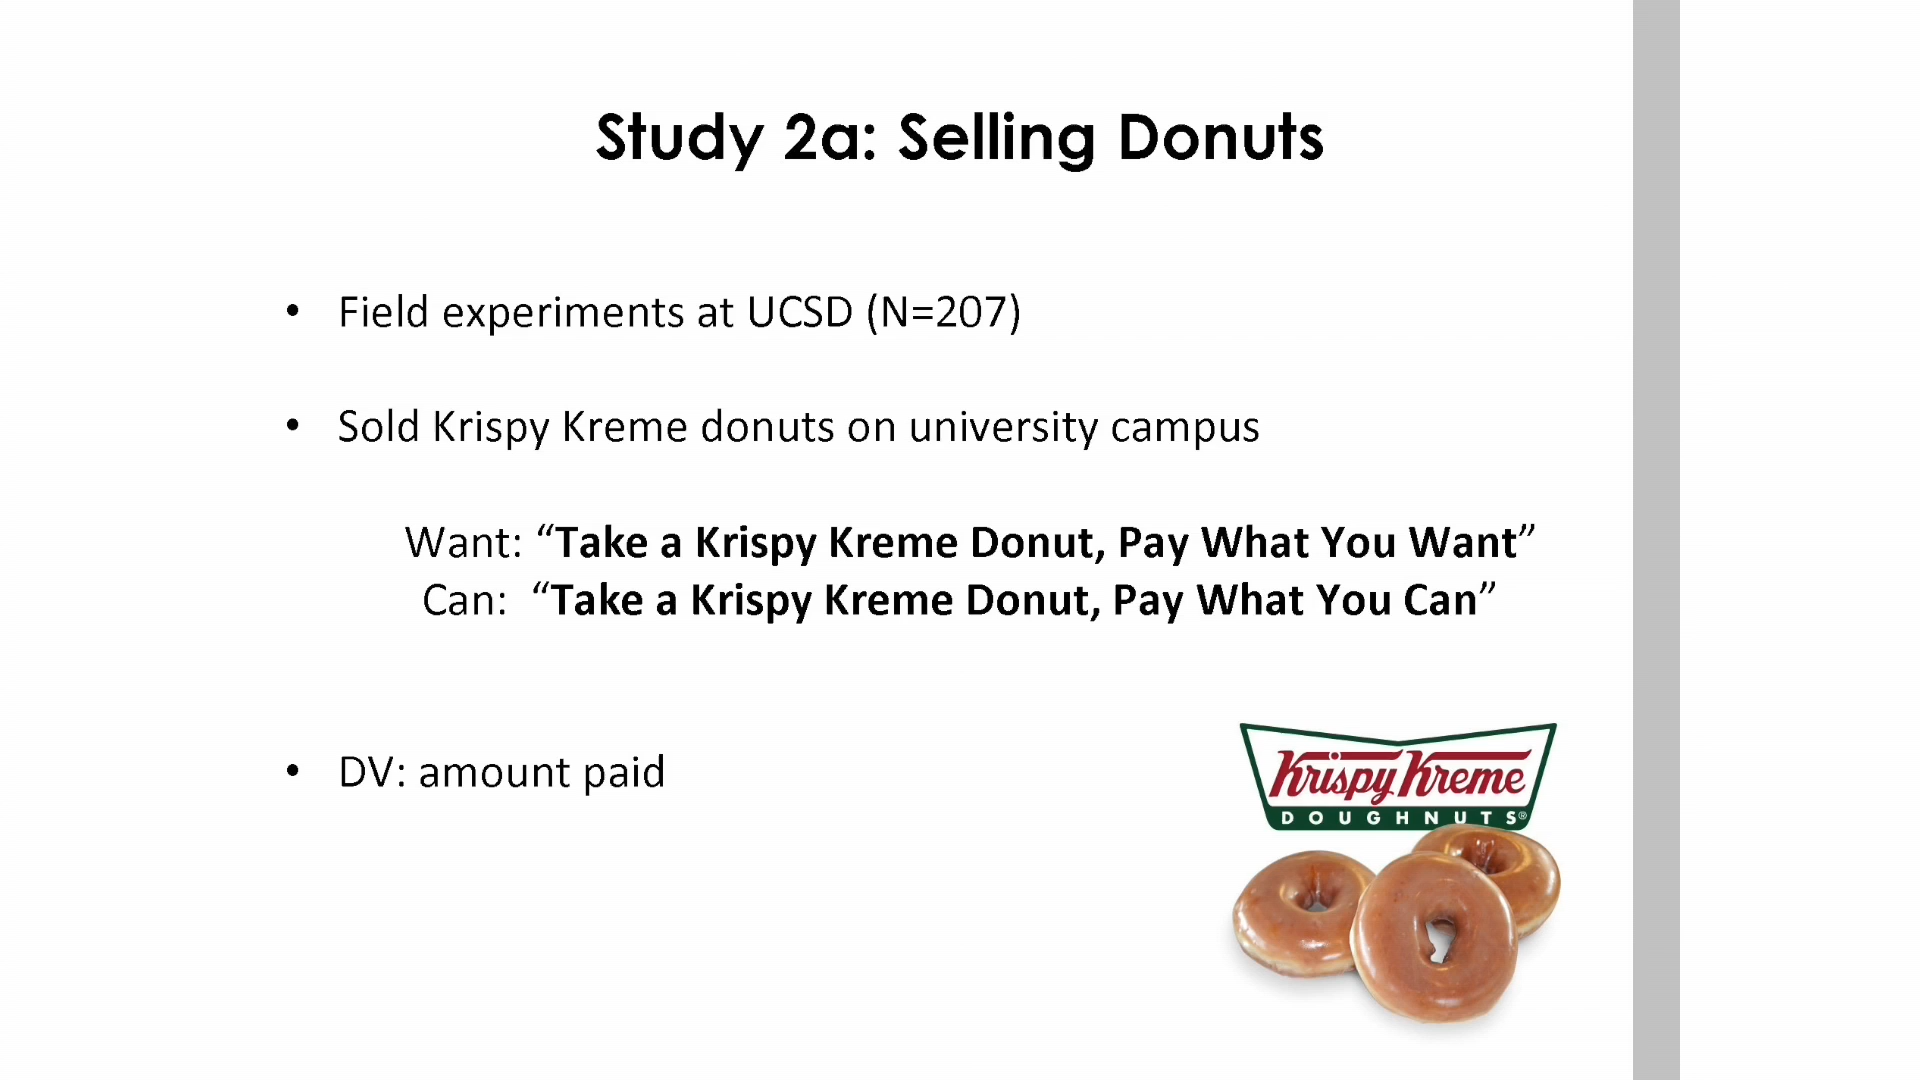 Study 2a: Selling Donuts
• Field experiments at UCSD (N=207)
• Sold Krispy Kreme donuts on university campus
Want: “Take a Krispy Kreme Donut, Pay What You Want”
Can: “Take a Krispy Kreme Donut, Pay What You Can”
• DV: amount paid
Krispy Kreme
DOUGHNUTS®